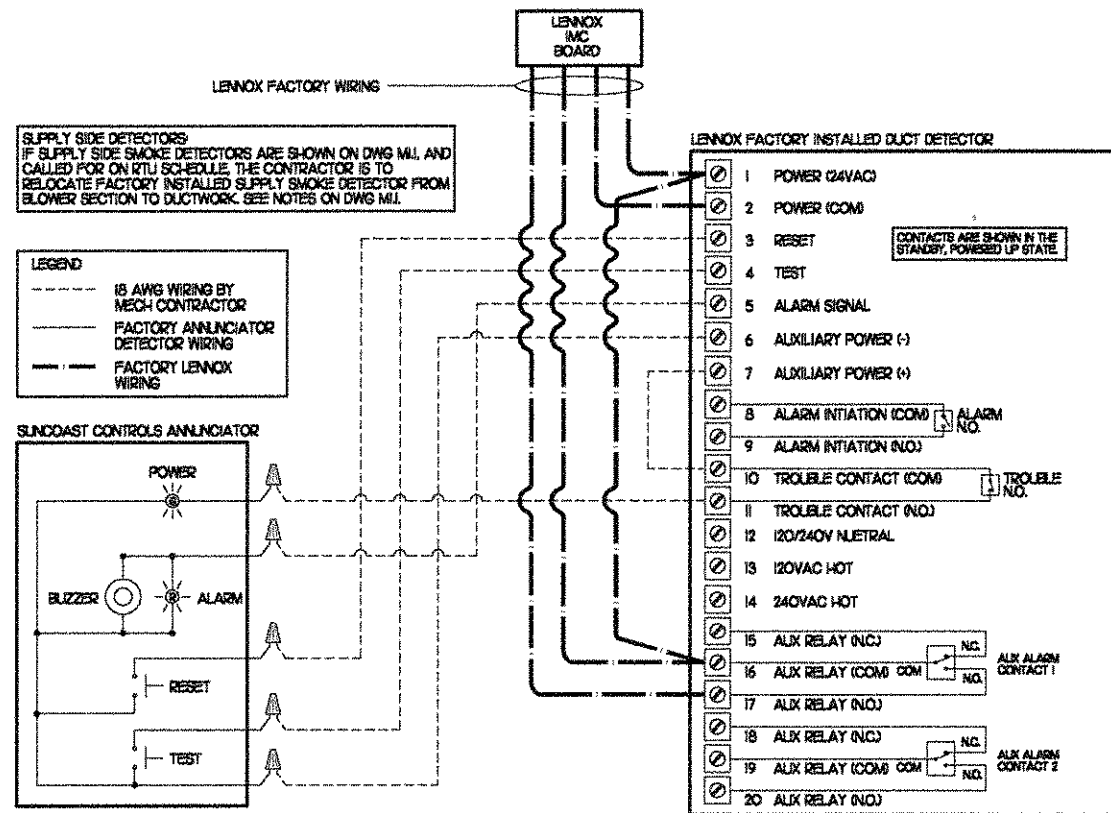 LENNOX
IMC
BOARD
LENNOX FACTORY WIRING
SUPPLY SIDE DETECTORS:
IF SUPPLY SIDE SMOKE DETECTORS ARE SHOWN ON DWG M1.1, AND
CALLED FOR ON RTU SCHEDULE, THE CONTRACTOR IS TO
RELOCATE FACTORY INSTALLED SUPPLY SMOKE DETECTOR FROM
BLOWER SECTION TO DUCTWORK. SEE NOTES ON DWG M1.1.
LEGEND
18 AWG WIRING BY
MECH CONTRACTOR
FACTORY ANNUNCIATOR
DETECTOR WIRING
FACTORY LENNOX
WIRING
SUNCOAST CONTROLS ANNUNCIATOR
POWER
BUZZER
ALARM
RESET
TEST
LENNOX FACTORY INSTALLED DUCT DETECTOR
1 POWER (24VAC)
2 POWER (COM)
3 RESET
CONTACTS ARE SHOWN IN THE
STANDBY, POWERED UP STATE.
4 TEST
5 ALARM SIGNAL
6 AUXILIARY POWER (-)
7 AUXILIARY POWER (+)
8 ALARM INTIATION (COM)
ALARM
N.O.
9 ALARM INTIATION (N.O.)
10 TROUBLE CONTACT (COM)
TROUBLE
N.O.
11 TROUBLE CONTACT (N.O.)
12 120/240V NUETRAL
13 120VAC HOT
14 240VAC HOT
15 AUX RELAY (N.C.)
N.C.
16 AUX RELAY (COM) COM
AUX ALARM
CONTACT 1
N.O.
17 AUX RELAY (N.O.)
18 AUX RELAY (N.C.)
N.C.
19 AUX RELAY (COM) COM
AUX ALARM
CONTACT 2
N.O.
20 AUX RELAY (N.O.)